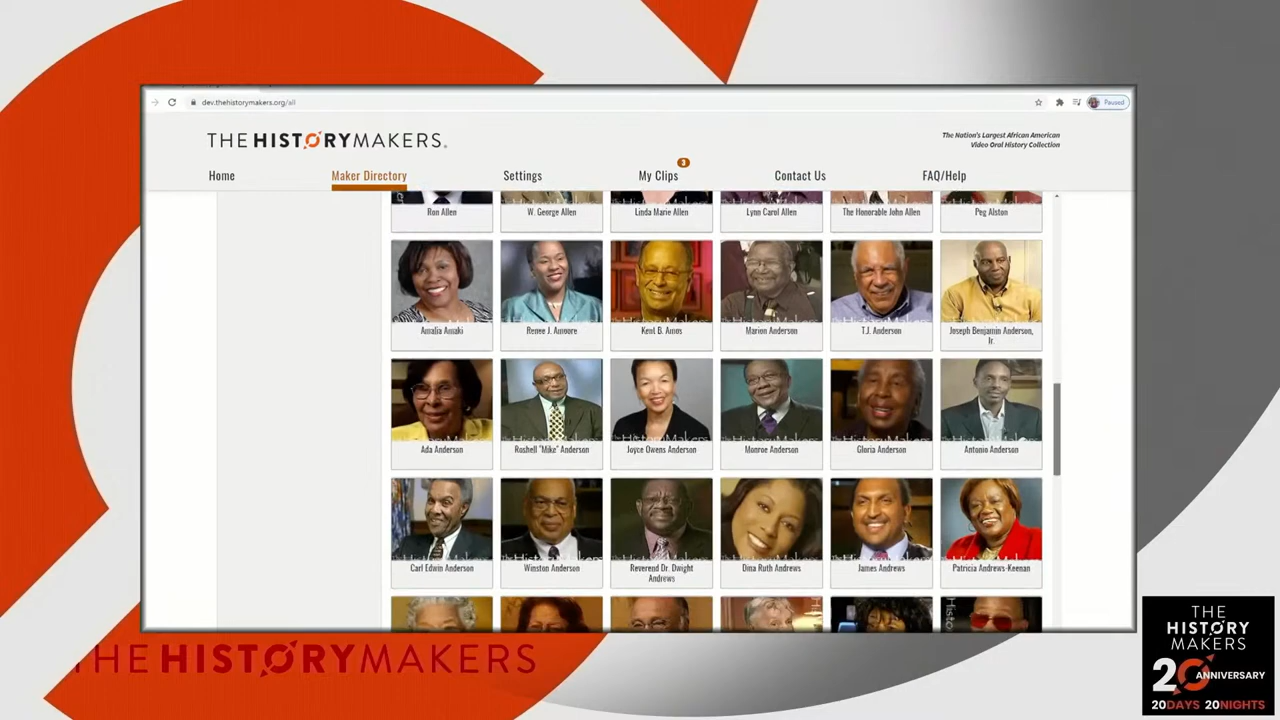 dev.thehistorymakers.org/all
Paused
THE HISTORYMAKERS®
The Nation's Largest African American
Video Oral History Collection
3
Home
Maker Directory
Settings
My Clips
Contact Us
FAQ/Help
Ron Allen
W. George Allen
Linda Marie Allen
Lynn Carol Allen
The Honorable John Allen
Peg Alston
Amalia Amaki
Renee J. Amoore
Kent B. Amos
Marion Anderson
T.J. Anderson
Joseph Benjamin Anderson,
Jr.
Ada Anderson
Roshell "Mike" Anderson
Joyce Owens Anderson
Monroe Anderson
Gloria Anderson
Antonio Anderson
Carl Edwin Anderson
Winston Anderson
Reverend Dr. Dwight
Andrews
Dina Ruth Andrews
James Andrews
Patricia Andrews-Keenan
THE HISTORYMAKERS
THE
HISTORY
MAKERS
20 ANNIVERSARY
20DAYS 20NIGHTS